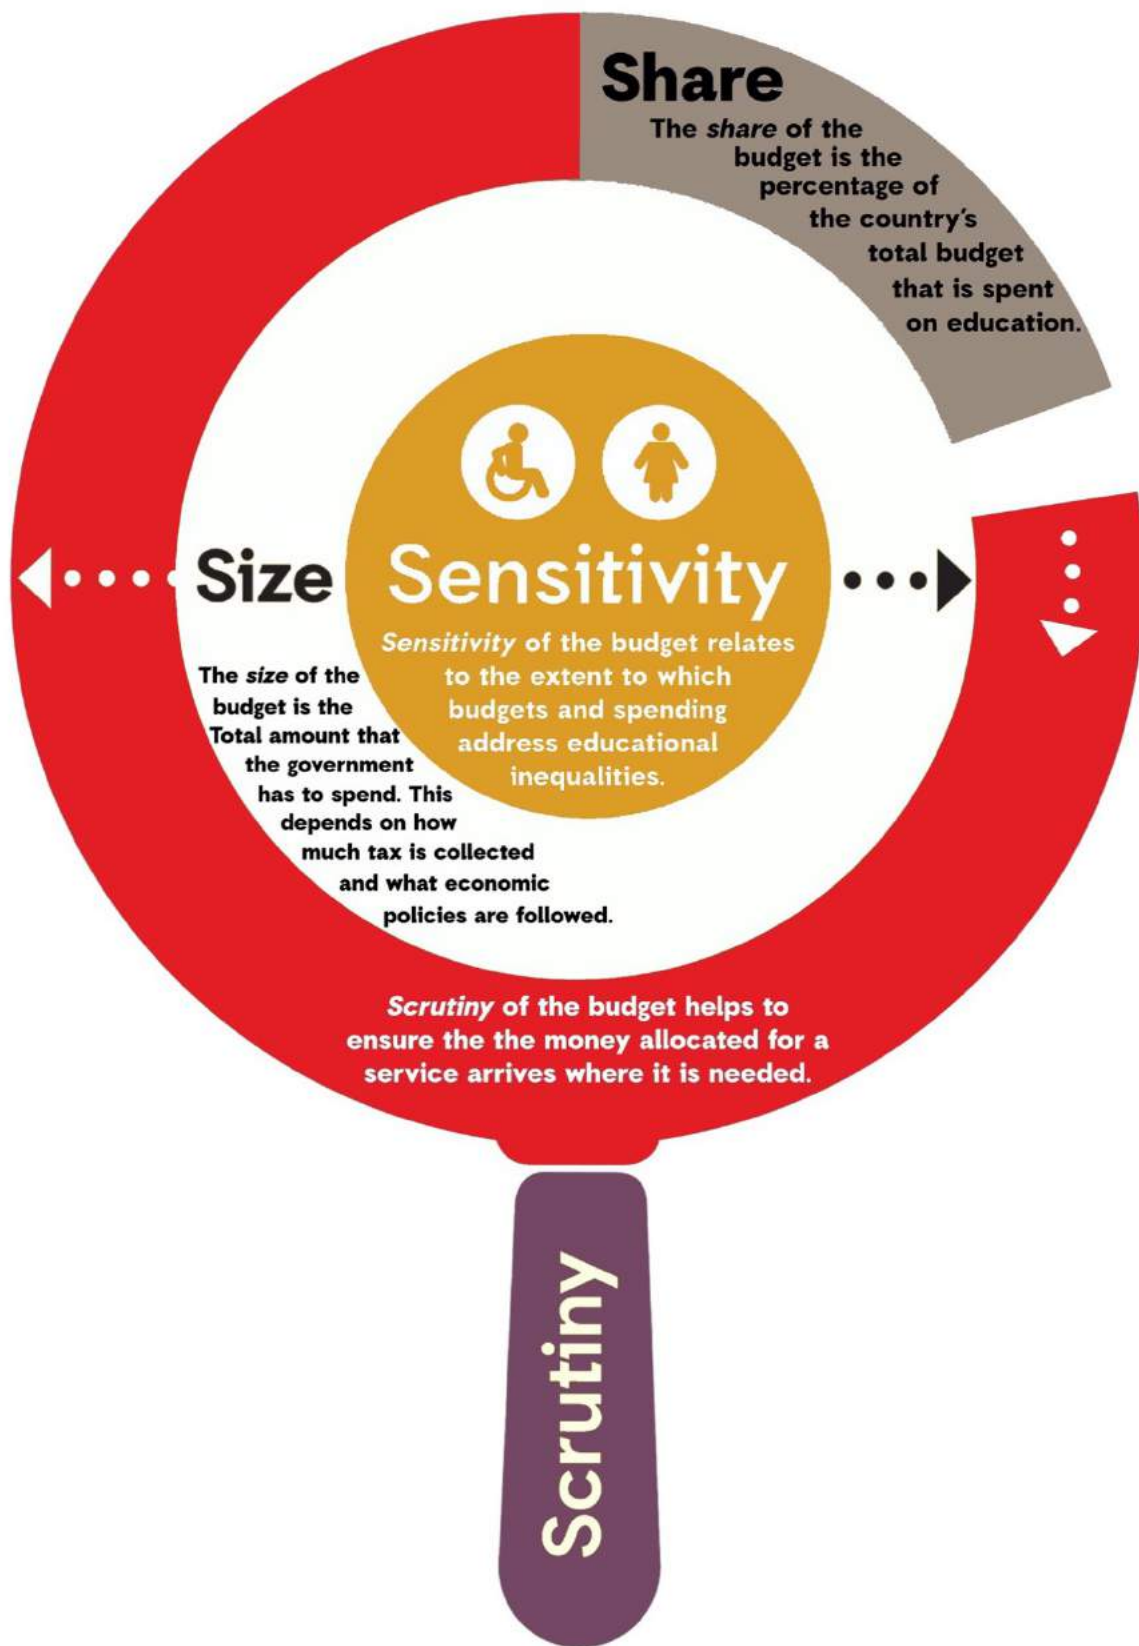 Share
The share of the
budget is the
percentage of
the country's
total budget
that is spent
on education.
Size
The size of the
budget is the
Total amount that
the government
has to spend. This
depends on how
much tax is collected
and what economic
policies are followed.
Sensitivity
Sensitivity of the budget relates
to the extent to which
budgets and spending
address educational
inequalities.
Scrutiny of the budget helps to
ensure the the money allocated for a
service arrives where it is needed.
Scrutiny